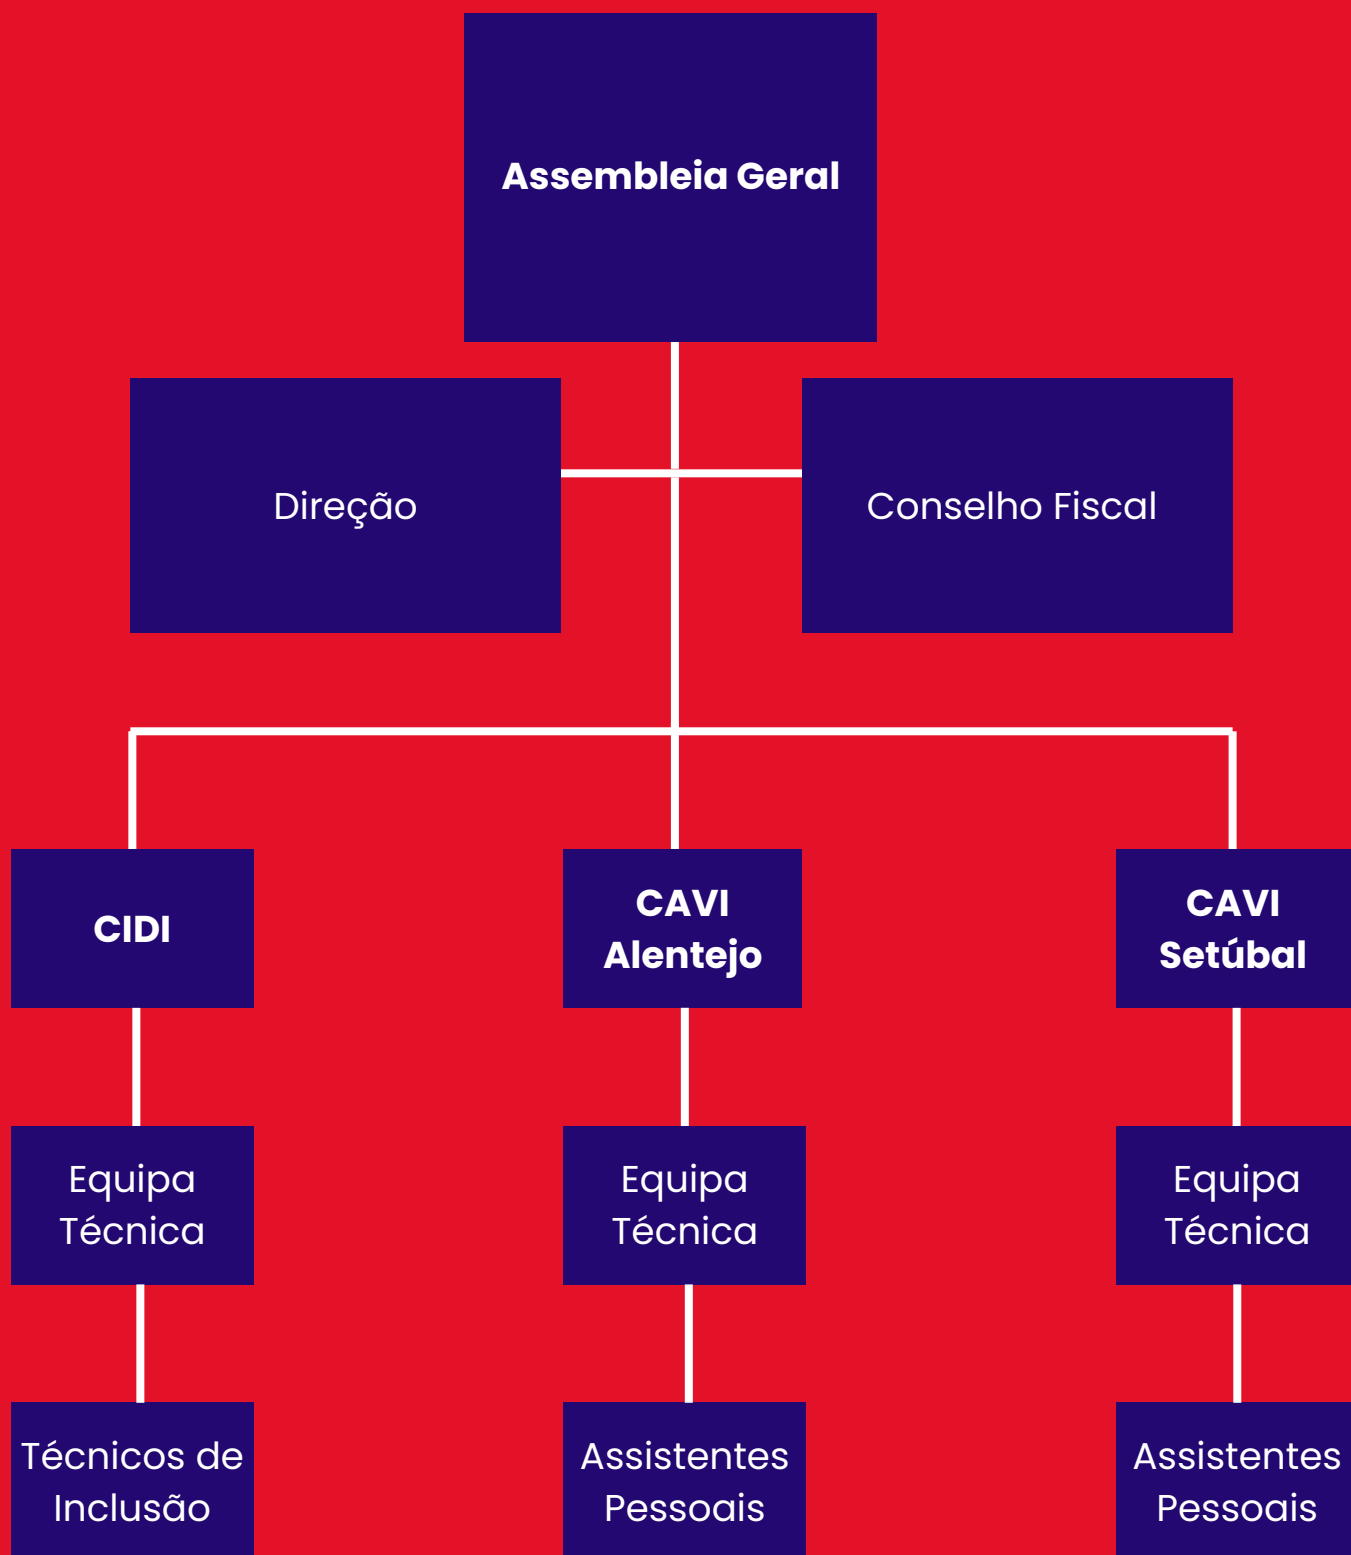 Assembleia Geral
Direção
Conselho Fiscal
CIDI
CAVI
Alentejo
CAVI
Setúbal
Equipa
Técnica
Equipa
Técnica
Equipa
Técnica
Técnicos de
Inclusão
Assistentes
Pessoais
Assistentes
Pessoais